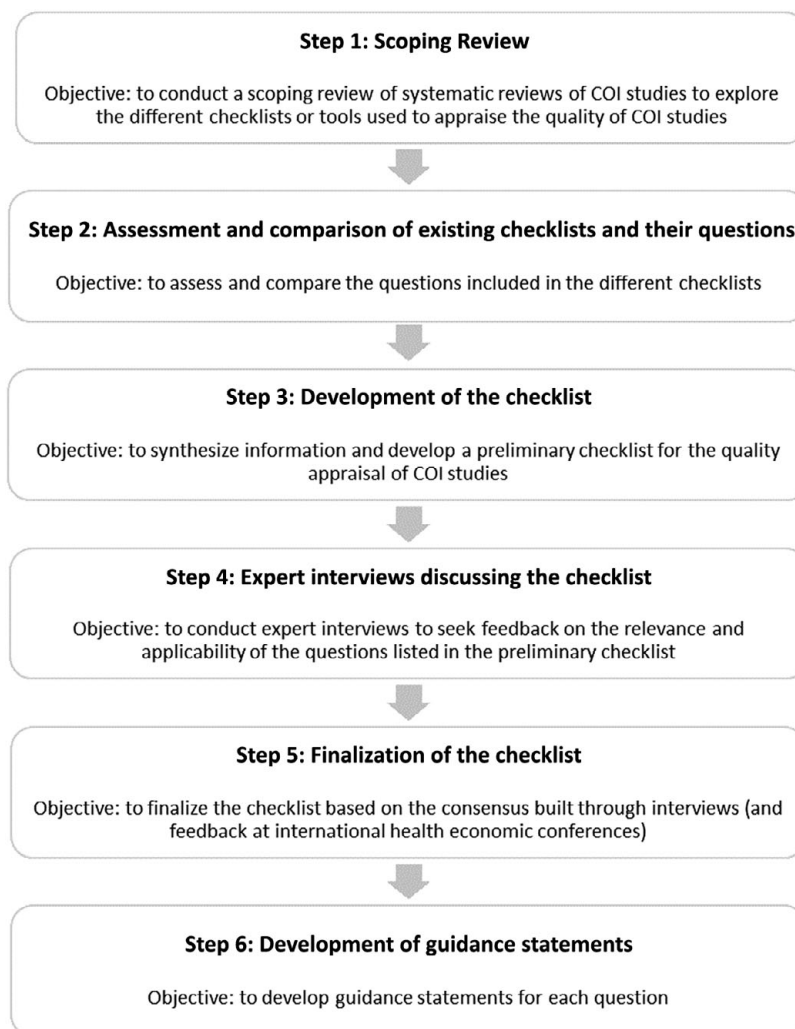 Step 1: Scoping Review
Objective: to conduct a scoping review of systematic reviews of COI studies to explore
the different checklists or tools used to appraise the quality of COI studies
Step 2: Assessment and comparison of existing checklists and their questions
Objective: to assess and compare the questions included in the different checklists
Step 3: Development of the checklist
Objective: to synthesize information and develop a preliminary checklist for the quality
appraisal of COI studies
Step 4: Expert interviews discussing the checklist
Objective: to conduct expert interviews to seek feedback on the relevance and
applicability of the questions listed in the preliminary checklist
Step 5: Finalization of the checklist
Objective: to finalize the checklist based on the consensus built through interviews (and
feedback at international health economic conferences)
Step 6: Development of guidance statements
Objective: to develop guidance statements for each question